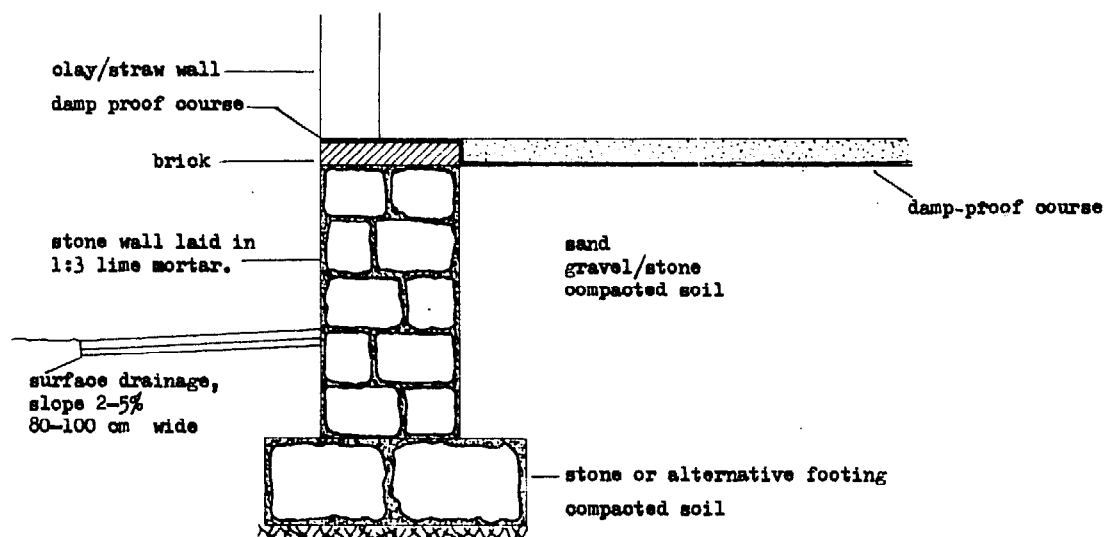 clay/straw wall
damp proof course
brick
damp-proof course
stone wall laid in
1:3 lime mortar.
sand
gravel/stone
compacted soil
surface drainage,
slope 2-5%
80-100 cm wide
stone or alternative footing
compacted soil